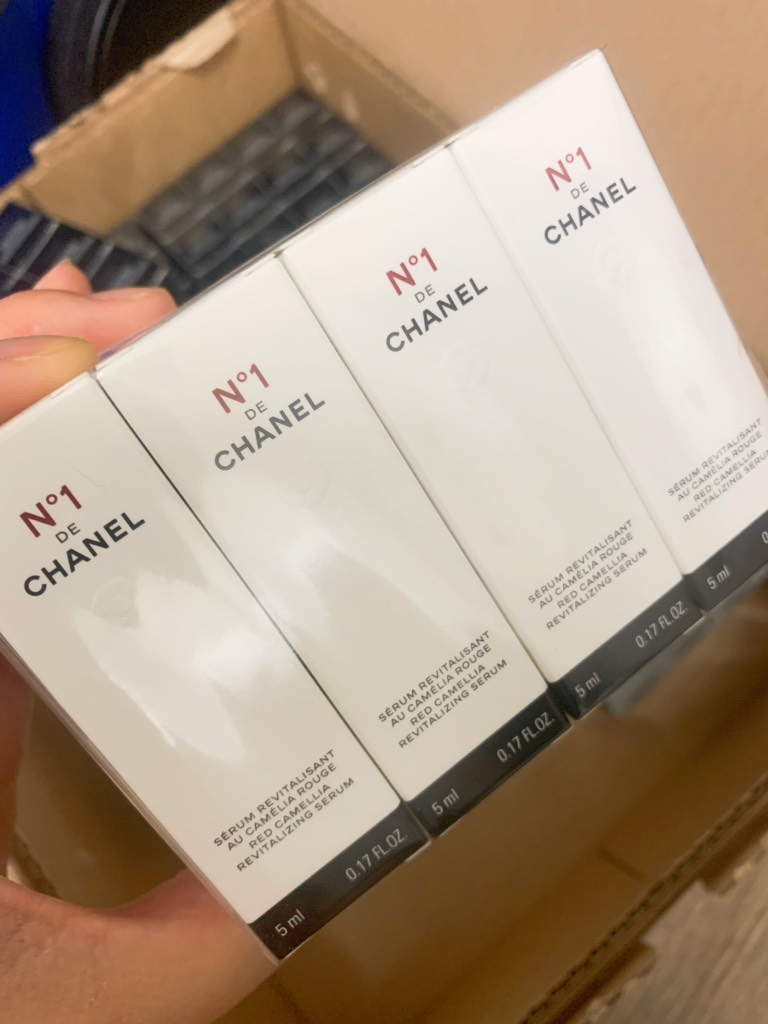 N°1
DE
CHANEL
SÉRUM REVITALISANT
AU CAMÉLIA ROUGE
RED CAMELLIA
REVITALIZING SERUM
5 ml 0.17 FL.OZ.
N°1
DE
CHANEL
SÉRUM REVITALISANT
AU CAMÉLIA ROUGE
RED CAMELLIA
REVITALIZING SERUM
5 ml 0.17 FL.OZ.
N°1
DE
CHANEL
SÉRUM REVITALISANT
AU CAMÉLIA ROUGE
RED CAMELLIA
REVITALIZING SERUM
5 ml 0.17 FL.OZ.
N°1
DE
CHANEL
SÉRUM REVITALISANT
AU CAMÉLIA ROUGE
RED CAMELLIA
REVITALIZING SERUM
5 ml